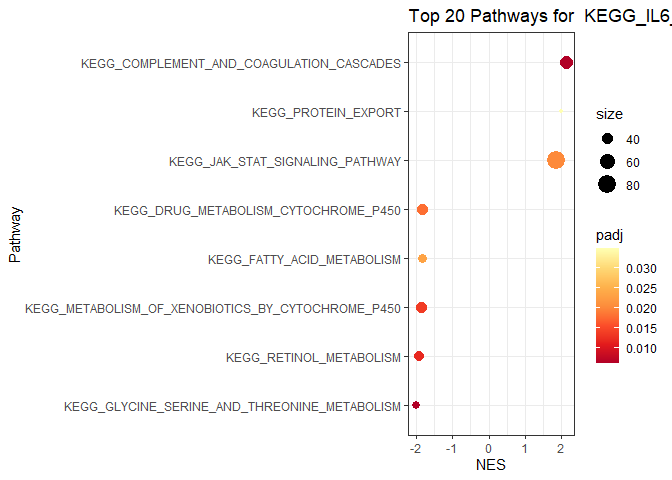 Top 20 Pathways for KEGG_IL6_
KEGG_COMPLEMENT_AND_COAGULATION_CASCADES
KEGG_PROTEIN_EXPORT
KEGG_JAK_STAT_SIGNALING_PATHWAY
KEGG_DRUG_METABOLISM_CYTOCHROME_P450
KEGG_FATTY_ACID_METABOLISM
KEGG_METABOLISM_OF_XENOBIOTICS_BY_CYTOCHROME_P450
KEGG_RETINOL_METABOLISM
KEGG_GLYCINE_SERINE_AND_THREONINE_METABOLISM
Pathway
-2 -1 0 1 2
NES
size
40
60
80
padj
0.030
0.025
0.020
0.015
0.010